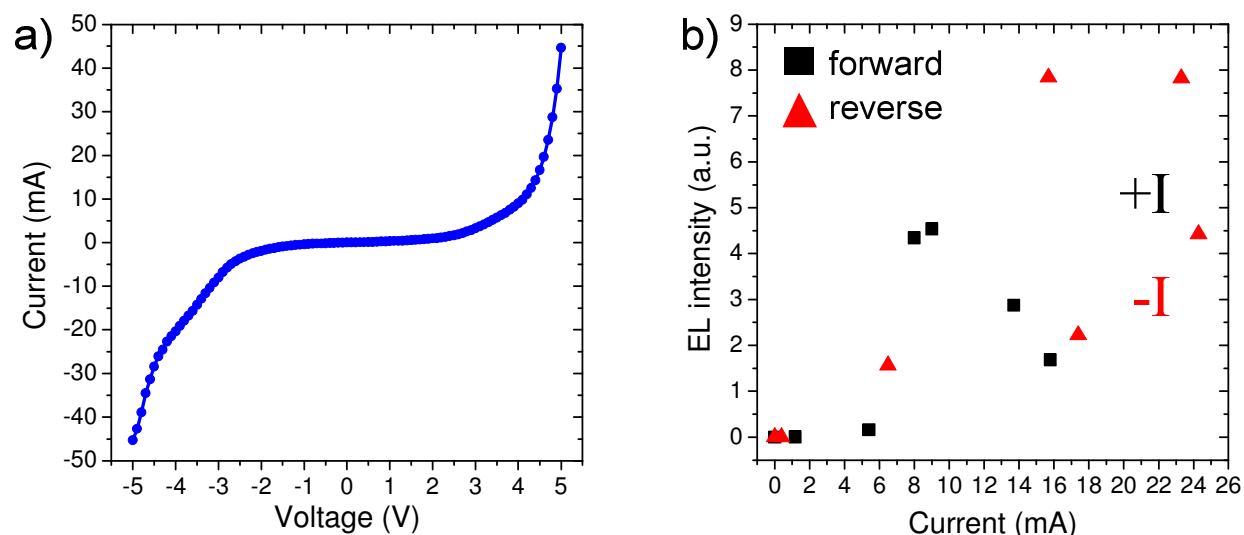 a)
50
40
30
20
10
0
-10
-20
-30
-40
-50
Current (mA)
-5 -4 -3 -2 -1 0 1 2 3 4 5
Voltage (V)
b)
9
8
7
6
5
4
3
2
1
0
EL intensity (a.u.)
forward
reverse
+I
-I
0 2 4 6 8 10 12 14 16 18 20 22 24 26
Current (mA)